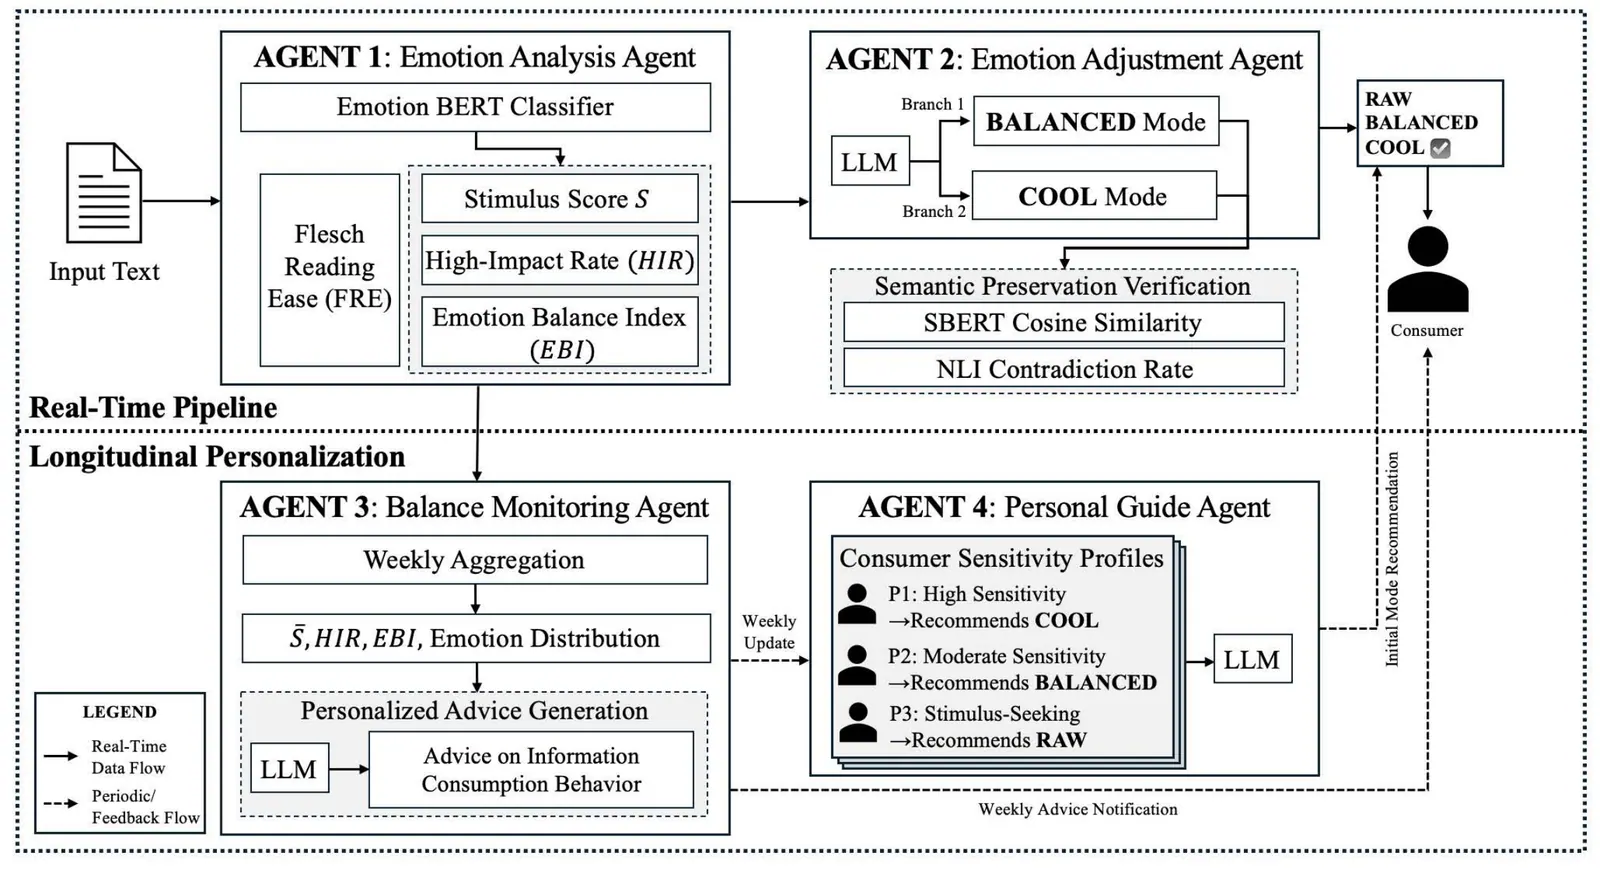 AGENT 1: Emotion Analysis Agent
Emotion BERT Classifier
Flesch
Reading
Ease (FRE)
Stimulus Score S
High-Impact Rate (HIR)
Emotion Balance Index
(EBI)
Input Text
AGENT 2: Emotion Adjustment Agent
LLM
Branch 1
BALANCED Mode
Branch 2
COOL Mode
Semantic Preservation Verification
SBERT Cosine Similarity
NLI Contradiction Rate
RAW
BALANCED
COOL ✓
Consumer
Real-Time Pipeline
Longitudinal Personalization
AGENT 3: Balance Monitoring Agent
Weekly Aggregation
S̄, HIR, EBI, Emotion Distribution
Personalized Advice Generation
LLM
Advice on Information
Consumption Behavior
Weekly
Update
AGENT 4: Personal Guide Agent
Consumer Sensitivity Profiles
P1: High Sensitivity
→Recommends COOL
P2: Moderate Sensitivity
→Recommends BALANCED
P3: Stimulus-Seeking
→Recommends RAW
LLM
Initial Mode Recommendation
Weekly Advice Notification
LEGEND
Real-Time
Data Flow
Periodic/
Feedback Flow